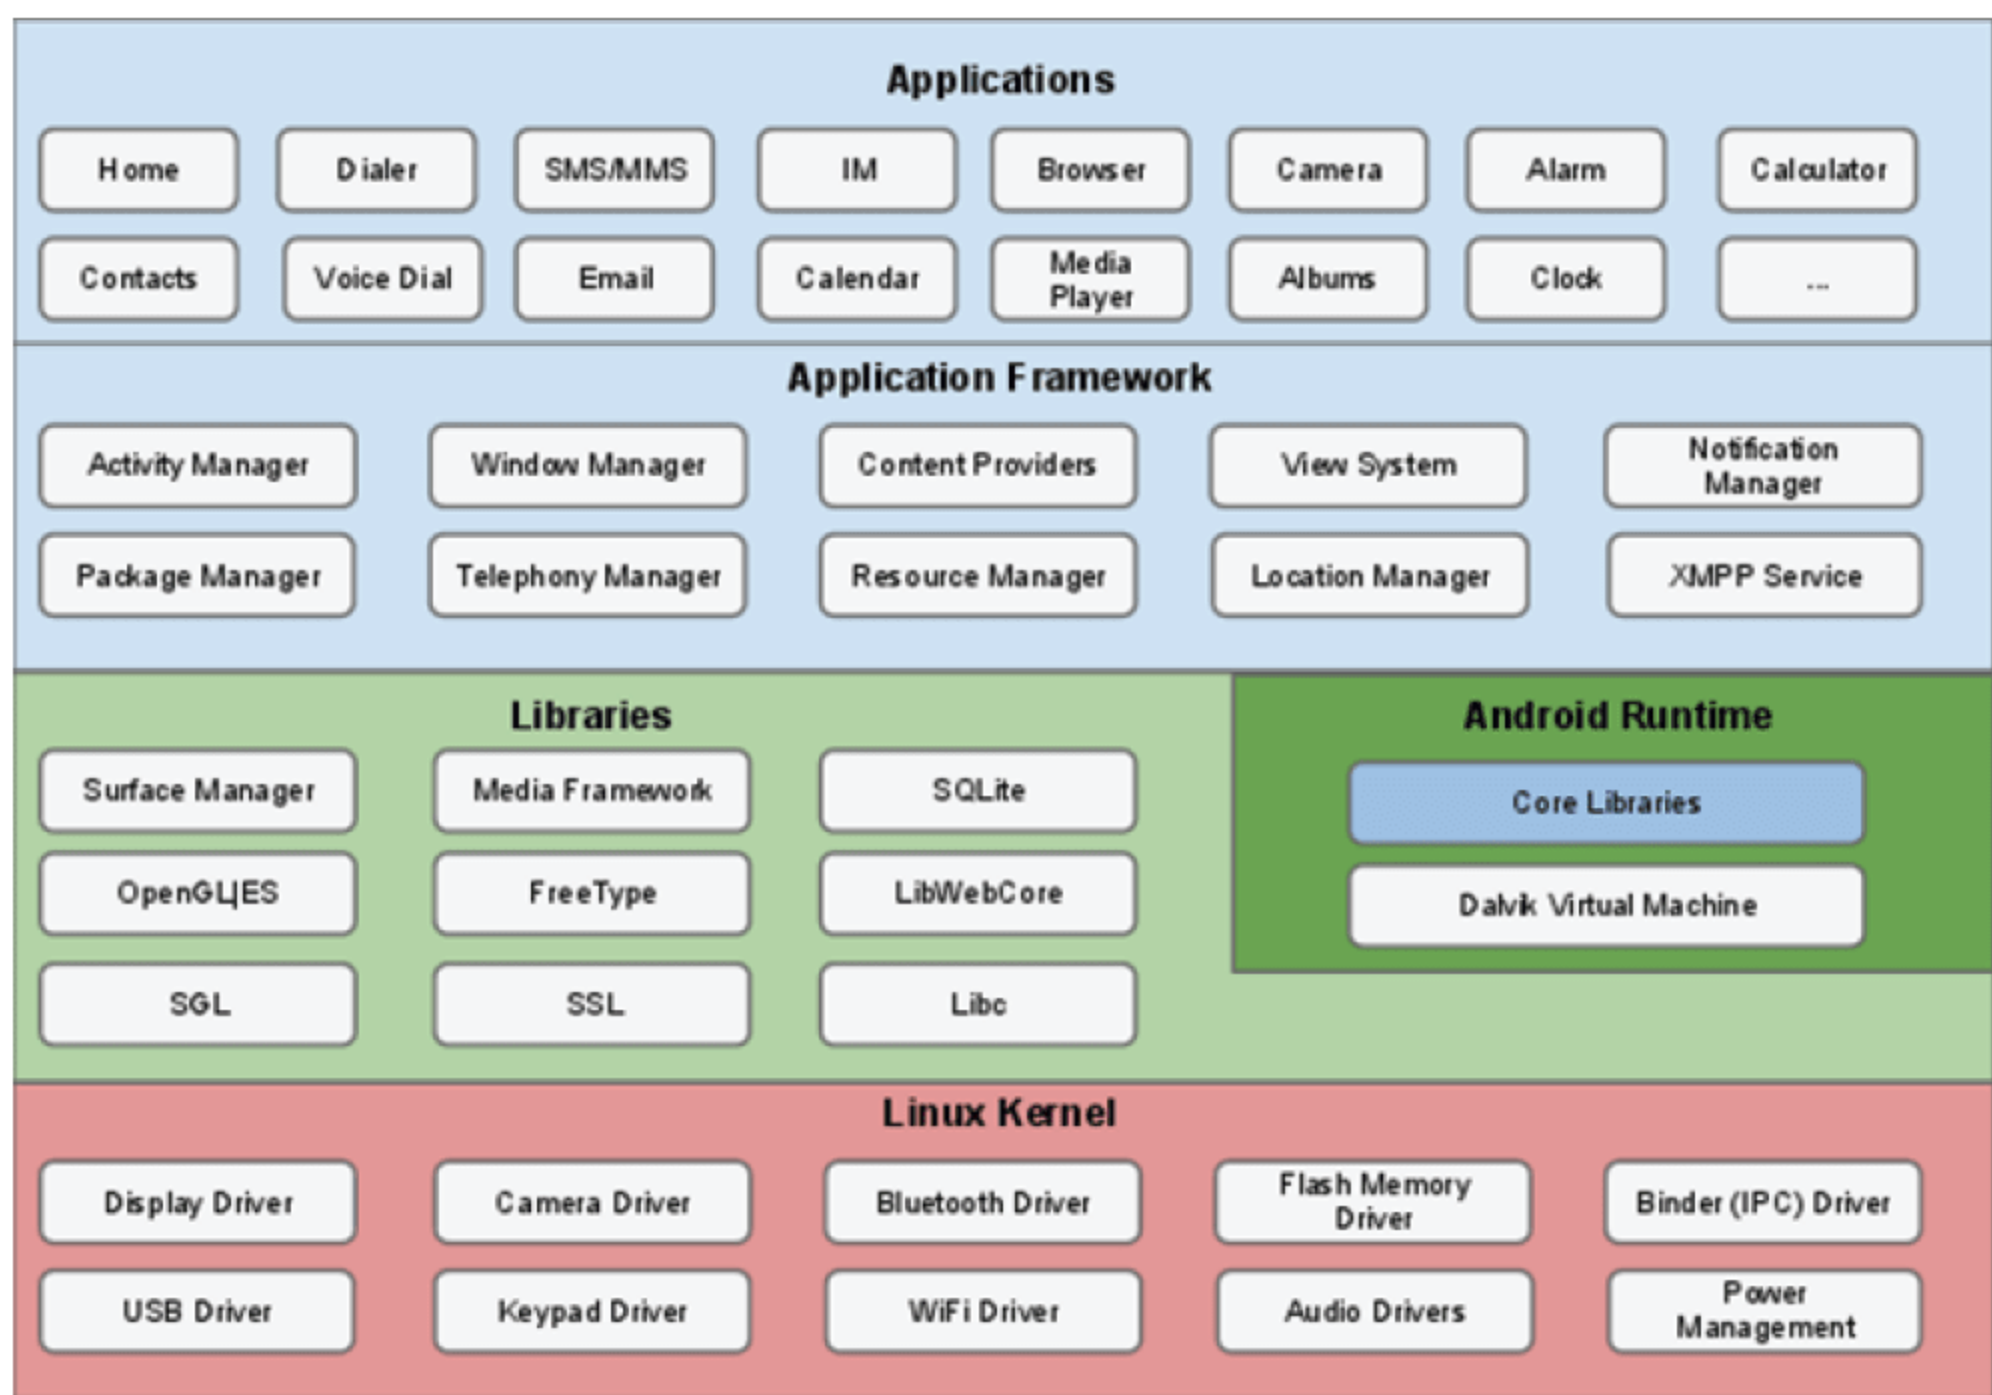 Applications
Home
Dialer
SMS/MMS
IM
Browser
Camera
Alarm
Calculator
Contacts
Voice Dial
Email
Calendar
Media
Player
Albums
Clock
...
Application Framework
Activity Manager
Window Manager
Content Providers
View System
Notification
Manager
Package Manager
Telephony Manager
Resource Manager
Location Manager
XMPP Service
Libraries
Surface Manager
Media Framework
SQLite
OpenGL|ES
FreeType
LibWebCore
SGL
SSL
Libc
Android Runtime
Core Libraries
Dalvik Virtual Machine
Linux Kernel
Display Driver
Camera Driver
Bluetooth Driver
Flash Memory
Driver
Binder (IPC) Driver
USB Driver
Keypad Driver
WiFi Driver
Audio Drivers
Power
Management